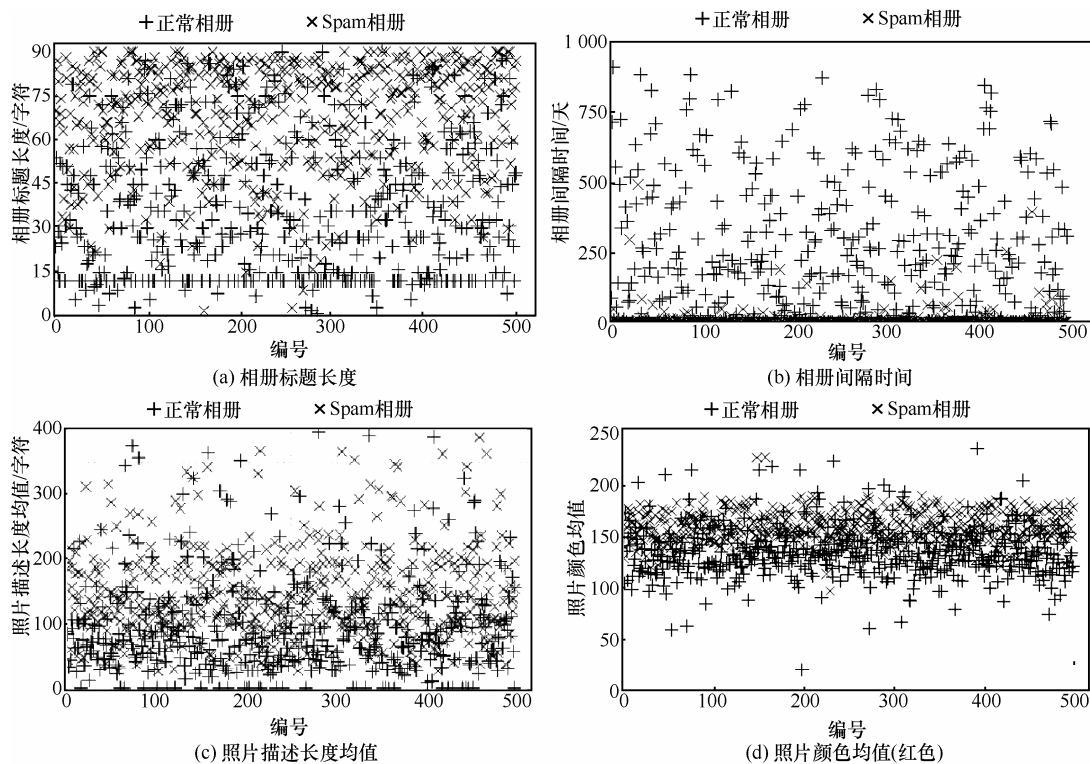 正常相册 Spam相册
相册标题长度/字符
90
75
60
45
30
15
0
0 100 200 300 400 500
编号
(a) 相册标题长度
正常相册 Spam相册
相册间隔时间/天
1 000
750
500
250
0
0 100 200 300 400 500
编号
(b) 相册间隔时间
正常相册 Spam相册
照片描述长度均值/字符
400
300
200
100
0
0 100 200 300 400 500
编号
(c) 照片描述长度均值
正常相册 Spam相册
照片颜色均值
250
200
150
100
50
0
0 100 200 300 400 500
编号
(d) 照片颜色均值(红色)